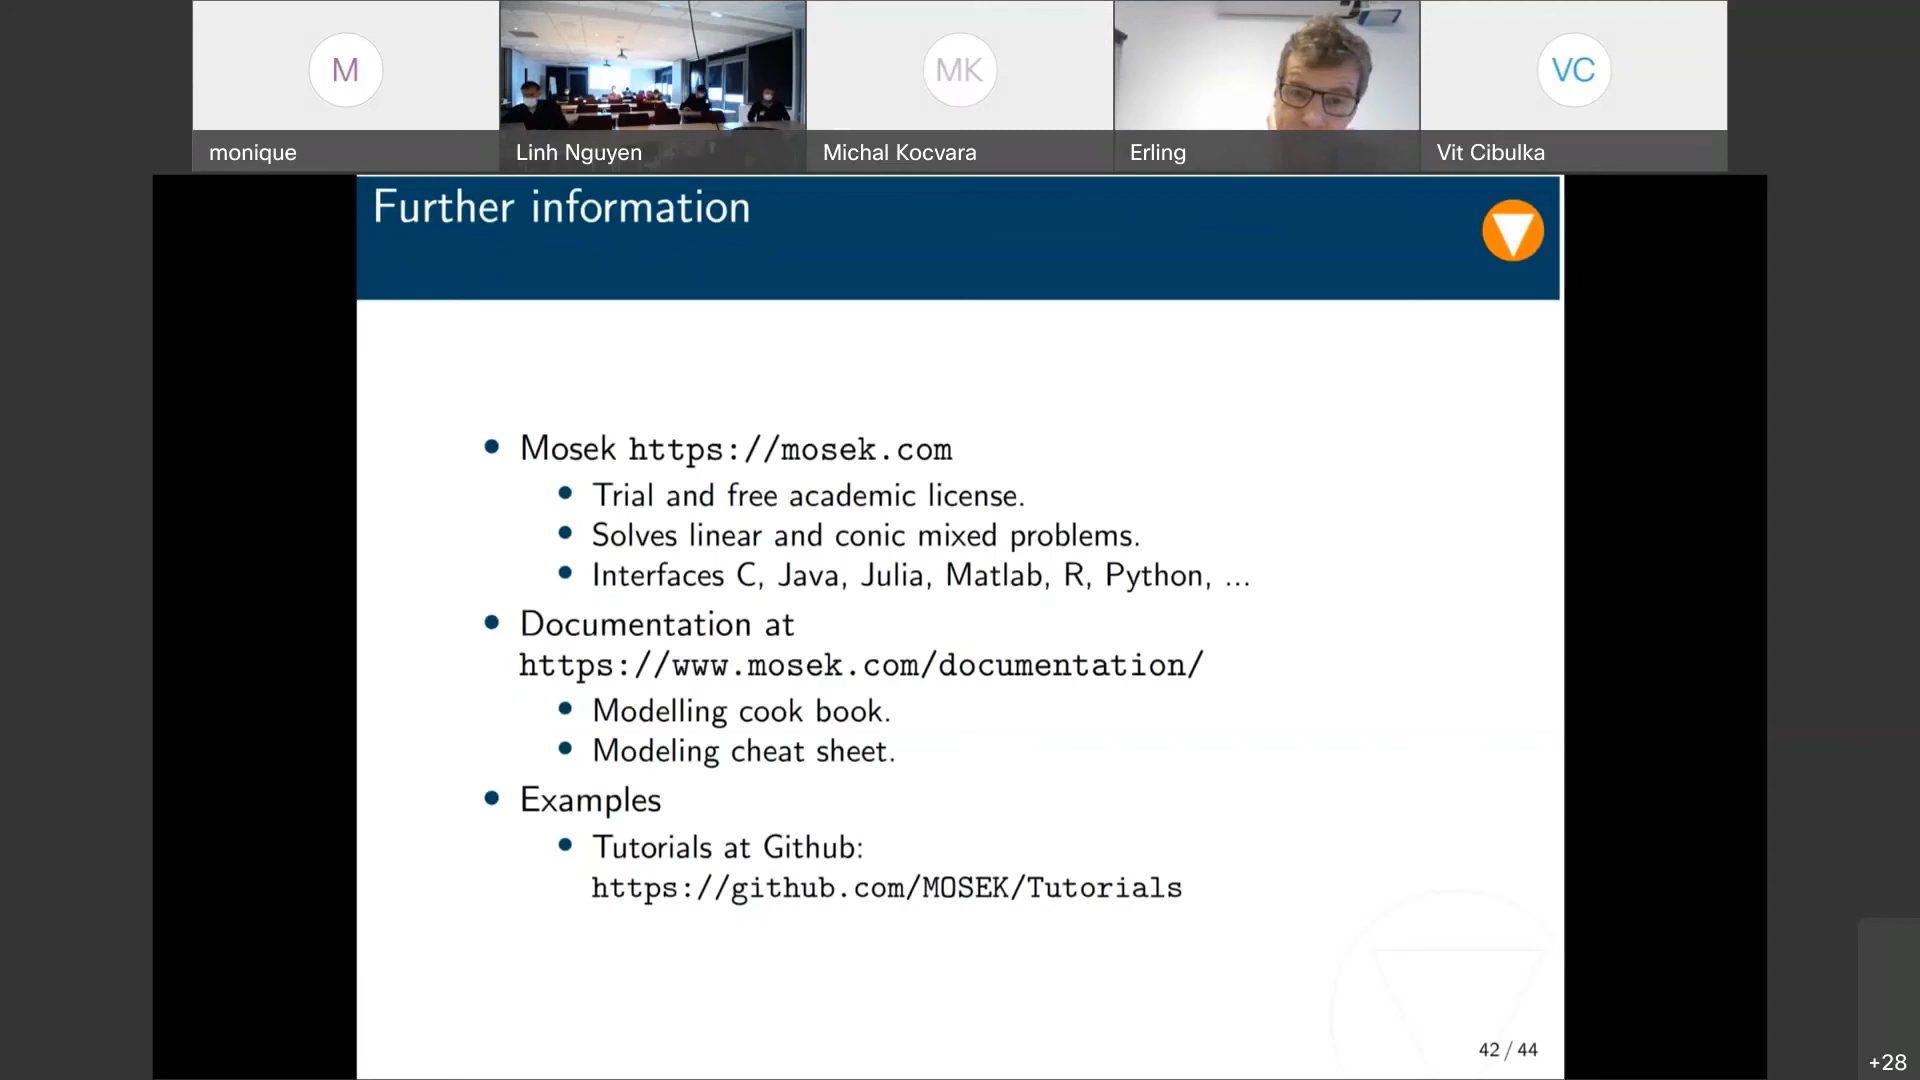 M
MK
VC
monique
Linh Nguyen
Michal Kocvara
Erling
Vit Cibulka
Further information
• Mosek https://mosek.com
• Trial and free academic license.
• Solves linear and conic mixed problems.
• Interfaces C, Java, Julia, Matlab, R, Python, ...
• Documentation at
https://www.mosek.com/documentation/
• Modelling cook book.
• Modeling cheat sheet.
• Examples
• Tutorials at Github:
https://github.com/MOSEK/Tutorials
42 / 44
+28